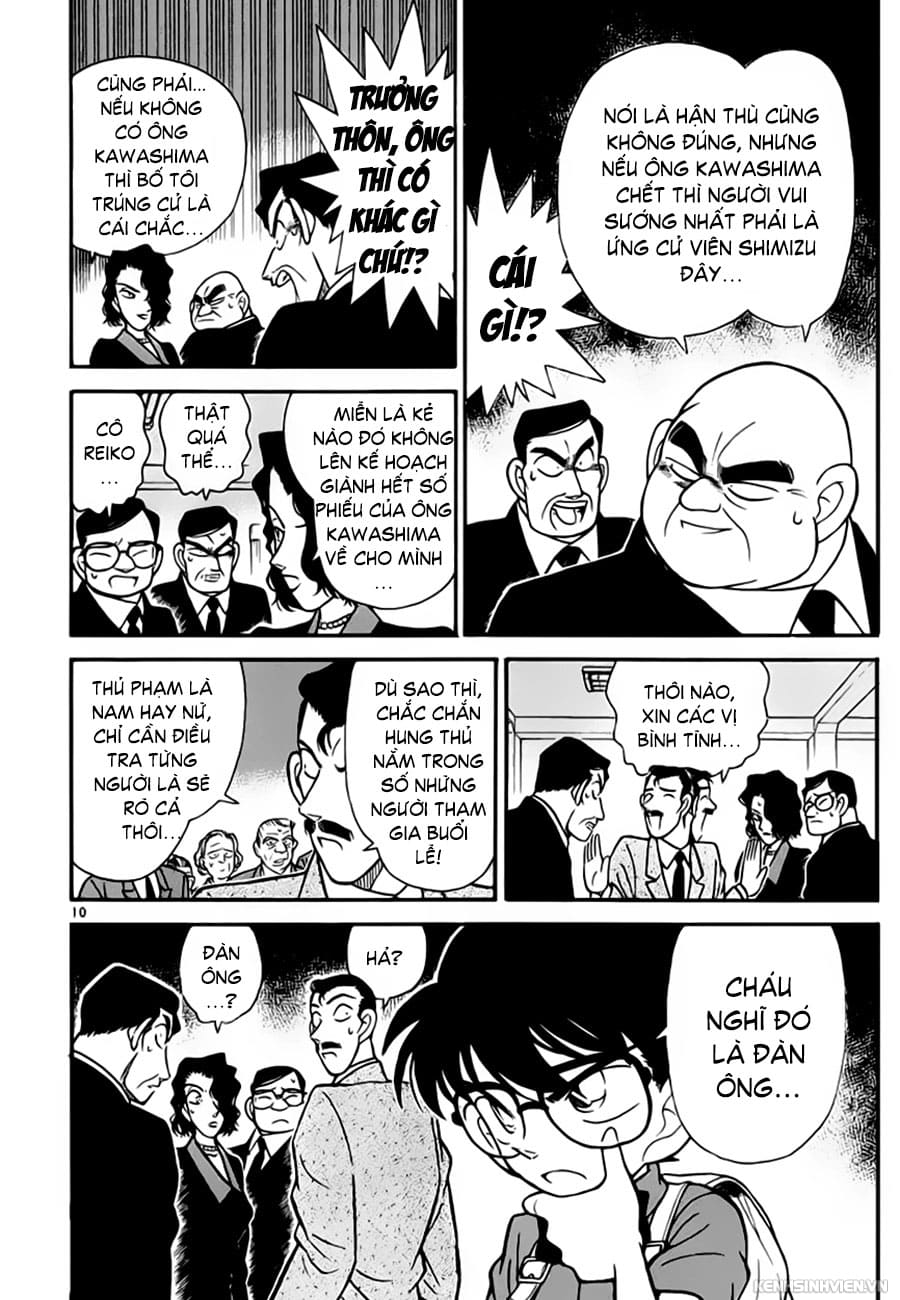 NÓI LÀ HẬN THÙ CŨNG
KHÔNG ĐÚNG, NHƯNG
NẾU ÔNG KAWASHIMA
CHẾT THÌ NGƯỜI VUI
SƯỚNG NHẤT PHẢI LÀ
ỨNG CỬ VIÊN SHIMIZU
ĐÂY...
CÁI
GÌ!?
TRƯỞNG
THÔN, ÔNG
THÌ CÓ
KHÁC GÌ
CHỨ!?
CŨNG PHẢI...
NẾU KHÔNG
CÓ ÔNG
KAWASHIMA
THÌ BỐ TÔI
TRÚNG CỬ LÀ
CÁI CHẮC...
MIỄN LÀ KẺ
NÀO ĐÓ KHÔNG
LÊN KẾ HOẠCH
GIÀNH HẾT SỐ
PHIẾU CỦA ÔNG
KAWASHIMA
VỀ CHO MÌNH
...
THẬT
QUÁ
THỂ...
CÔ
REIKO
...
THÔI NÀO,
XIN CÁC VỊ
BÌNH TĨNH...
DÙ SAO THÌ,
CHẮC CHẮN
HUNG THỦ
NẰM TRONG
SỐ NHỮNG
NGƯỜI THAM
GIA BUỔI
LỄ!
THỦ PHẠM LÀ
NAM HAY NỮ,
CHỈ CẦN ĐIỀU
TRA TỪNG
NGƯỜI LÀ SẼ
RÕ CẢ
THÔI...
10
CHÁU
NGHĨ ĐÓ
LÀ ĐÀN
ÔNG...
HẢ?
ĐÀN
ÔNG
...?
KENHSINHVIEN.VN